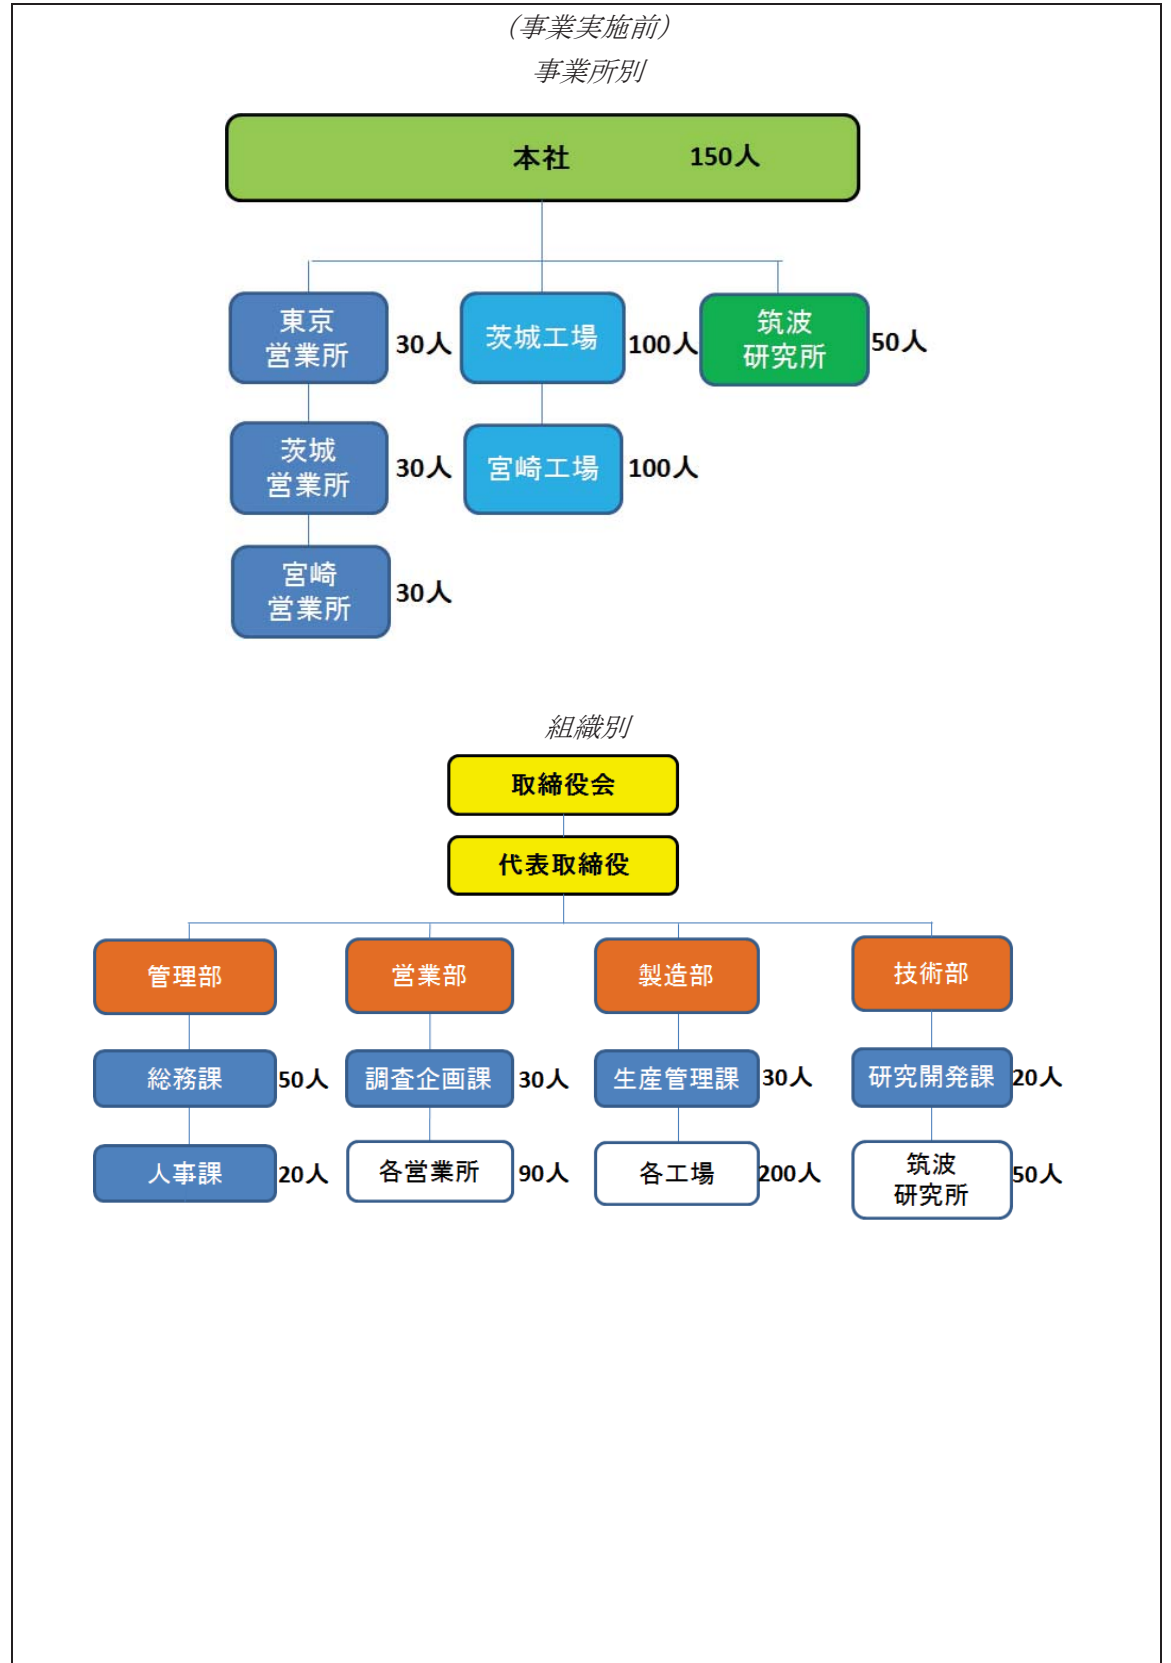 (事業実施前)
事業所別
本社 150人
東京
営業所
30人
茨城工場
100人
筑波
研究所
50人
茨城
営業所
30人
宮崎工場
100人
宮崎
営業所
30人
組織別
取締役会
代表取締役
管理部
営業部
製造部
技術部
総務課
50人
調査企画課
30人
生産管理課
30人
研究開発課
20人
人事課
20人
各営業所
90人
各工場
200人
筑波
研究所
50人